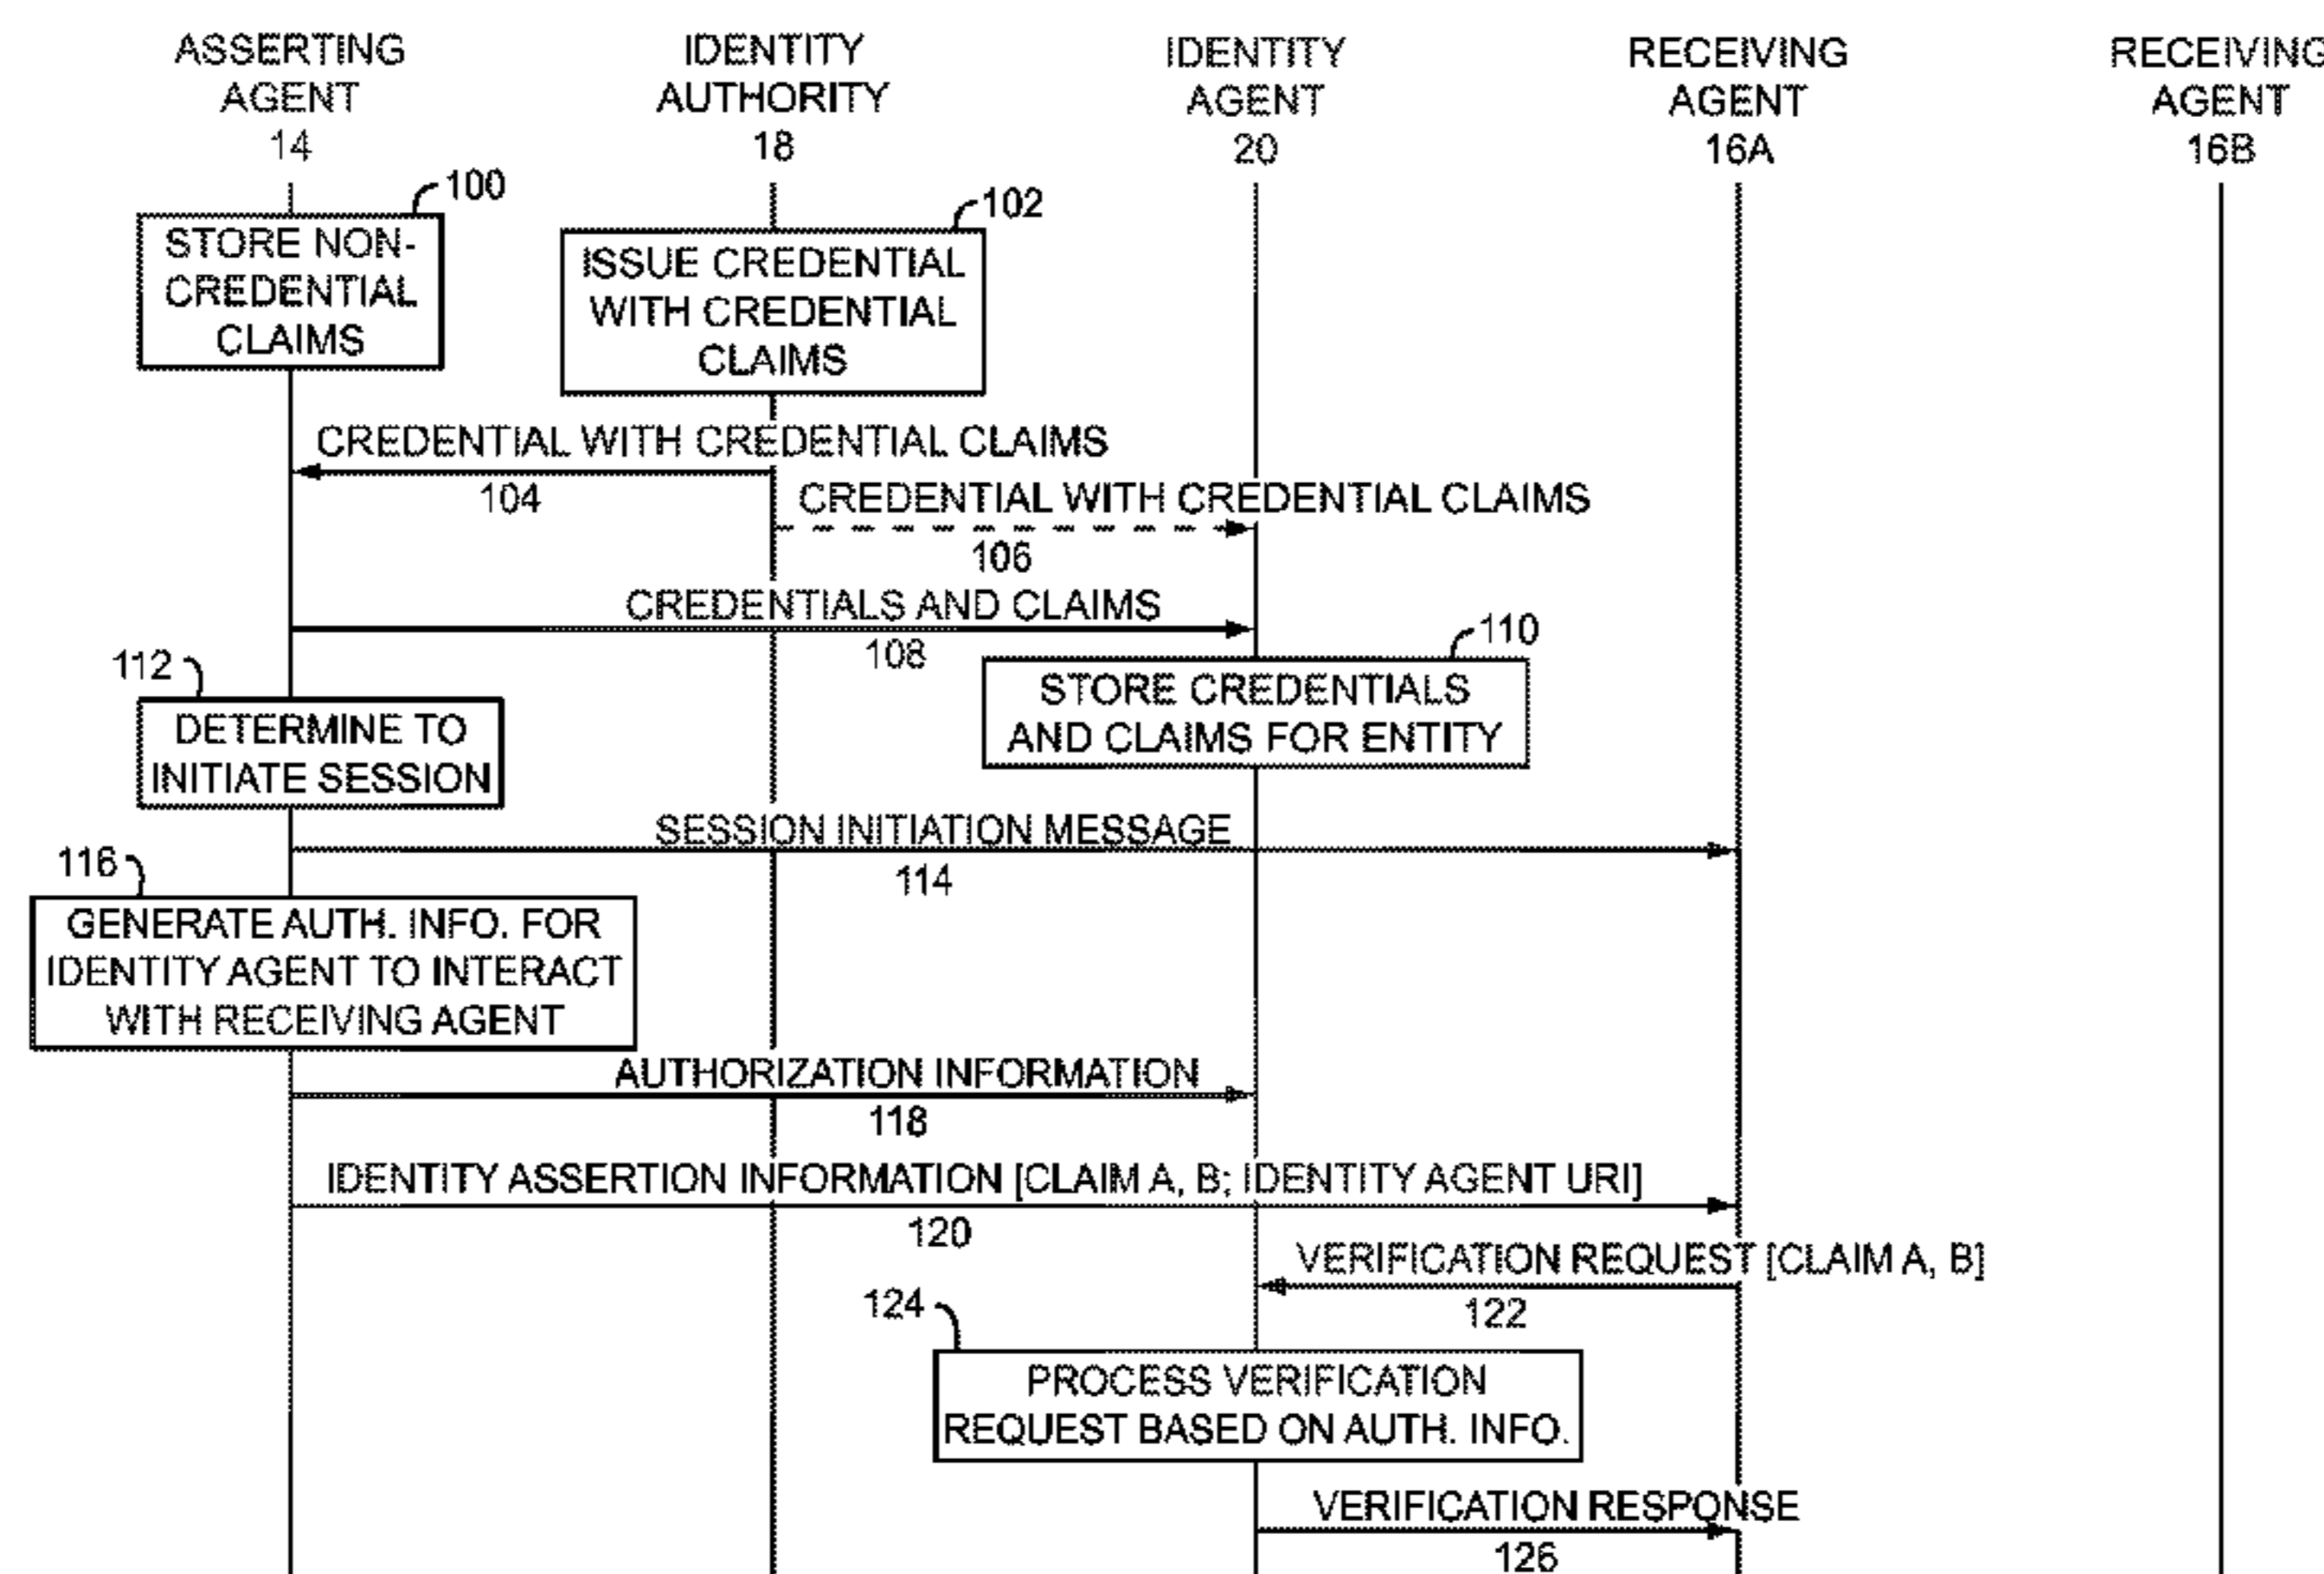 ASSERTING
AGENT
14
IDENTITY
AUTHORITY
18
IDENTITY
AGENT
20
RECEIVING
AGENT
16A
RECEIVING
AGENT
16B
100
STORE NON-
CREDENTIAL
CLAIMS
102
ISSUE CREDENTIAL
WITH CREDENTIAL
CLAIMS
CREDENTIAL WITH CREDENTIAL CLAIMS
104
CREDENTIAL WITH CREDENTIAL CLAIMS
106
CREDENTIALS AND CLAIMS
108
110
STORE CREDENTIALS
AND CLAIMS FOR ENTITY
112
DETERMINE TO
INITIATE SESSION
SESSION INITIATION MESSAGE
114
116
GENERATE AUTH. INFO. FOR
IDENTITY AGENT TO INTERACT
WITH RECEIVING AGENT
AUTHORIZATION INFORMATION
118
IDENTITY ASSERTION INFORMATION [CLAIM A, B; IDENTITY AGENT URI]
120
VERIFICATION REQUEST [CLAIM A, B]
122
124
PROCESS VERIFICATION
REQUEST BASED ON AUTH. INFO.
VERIFICATION RESPONSE
126